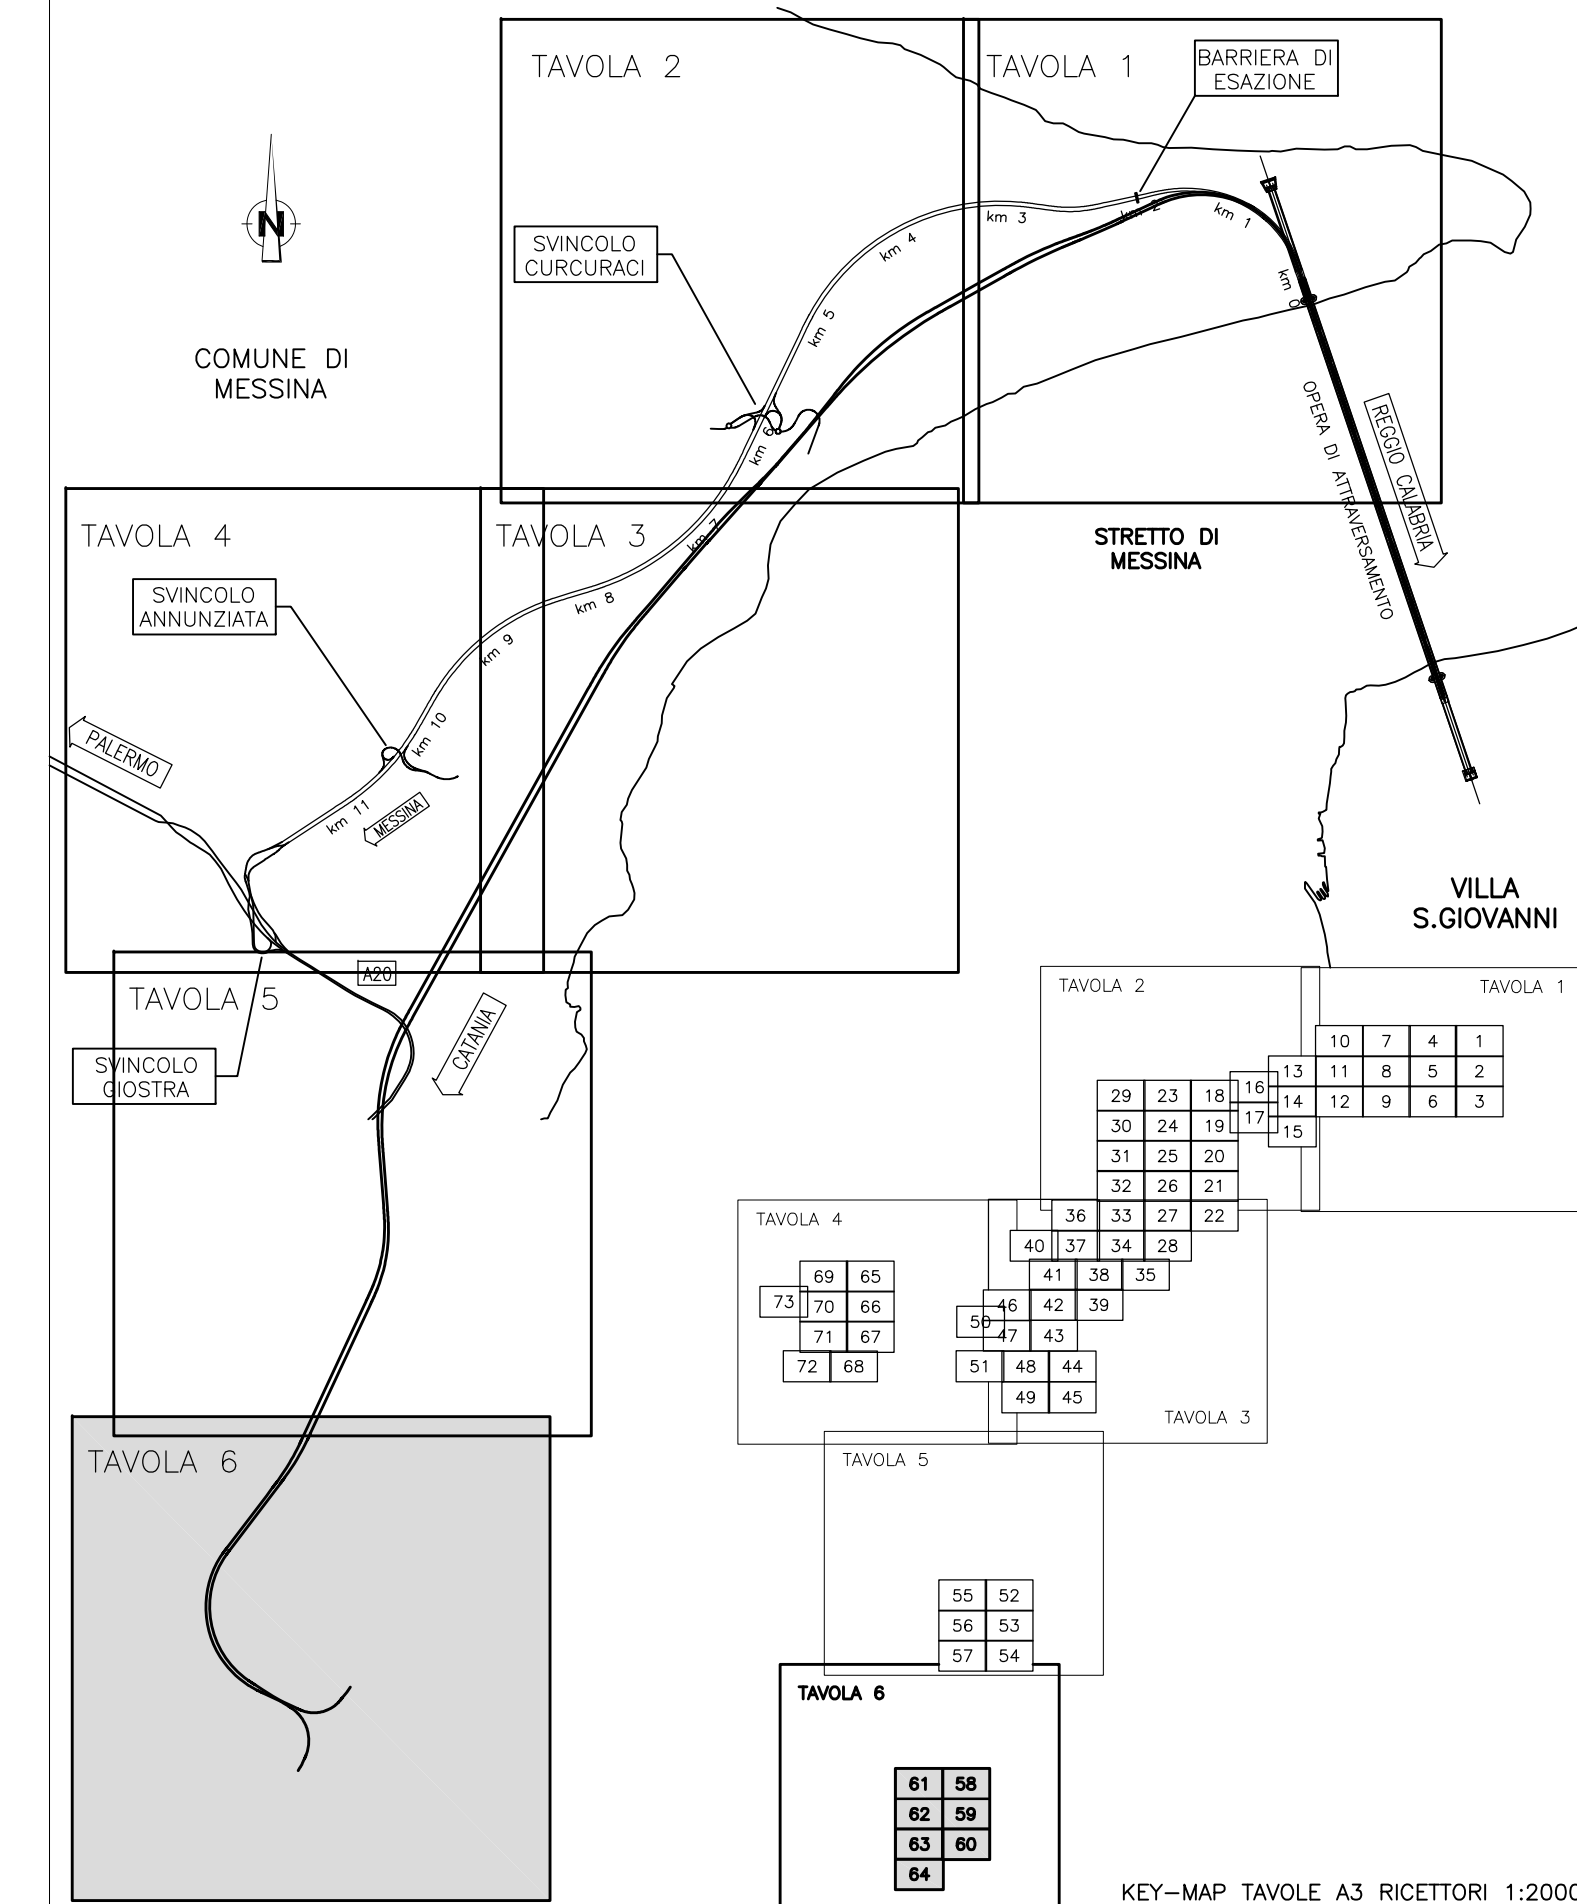 TAVOLA 2
TAVOLA 1
BARRIERA DI
ESAZIONE
N
SVINCOLO
CURCURACI
km 0
km 1
km 2
km 3
km 4
km 5
km 6
km 7
COMUNE DI
MESSINA
OPERA DI ATTRAVERSAMENTO
REGGIO CALABRIA
STRETTO DI
MESSINA
TAVOLA 4
TAVOLA 3
SVINCOLO
ANNUNZIATA
km 8
km 9
km 10
km 11
PALERMO
MESSINA
VILLA
S.GIOVANNI
A20
TAVOLA 5
CATANIA
SVINCOLO
GIOSTRA
TAVOLA 6
TAVOLA 2
TAVOLA 1
10 7 4 1
13 11 8 5 2
16
14 12 9 6 3
17
15
29 23 18
30 24 19
31 25 20
32 26 21
TAVOLA 4
36 33 27 22
40 37 34 28
41 38 35
46 42 39
50
47 43
51 48 44
49 45
69 65
73
70 66
71 67
72 68
TAVOLA 3
TAVOLA 5
55 52
56 53
57 54
TAVOLA 6
61 58
62 59
63 60
64
KEY-MAP TAVOLE A3 RICETTORI 1:2000